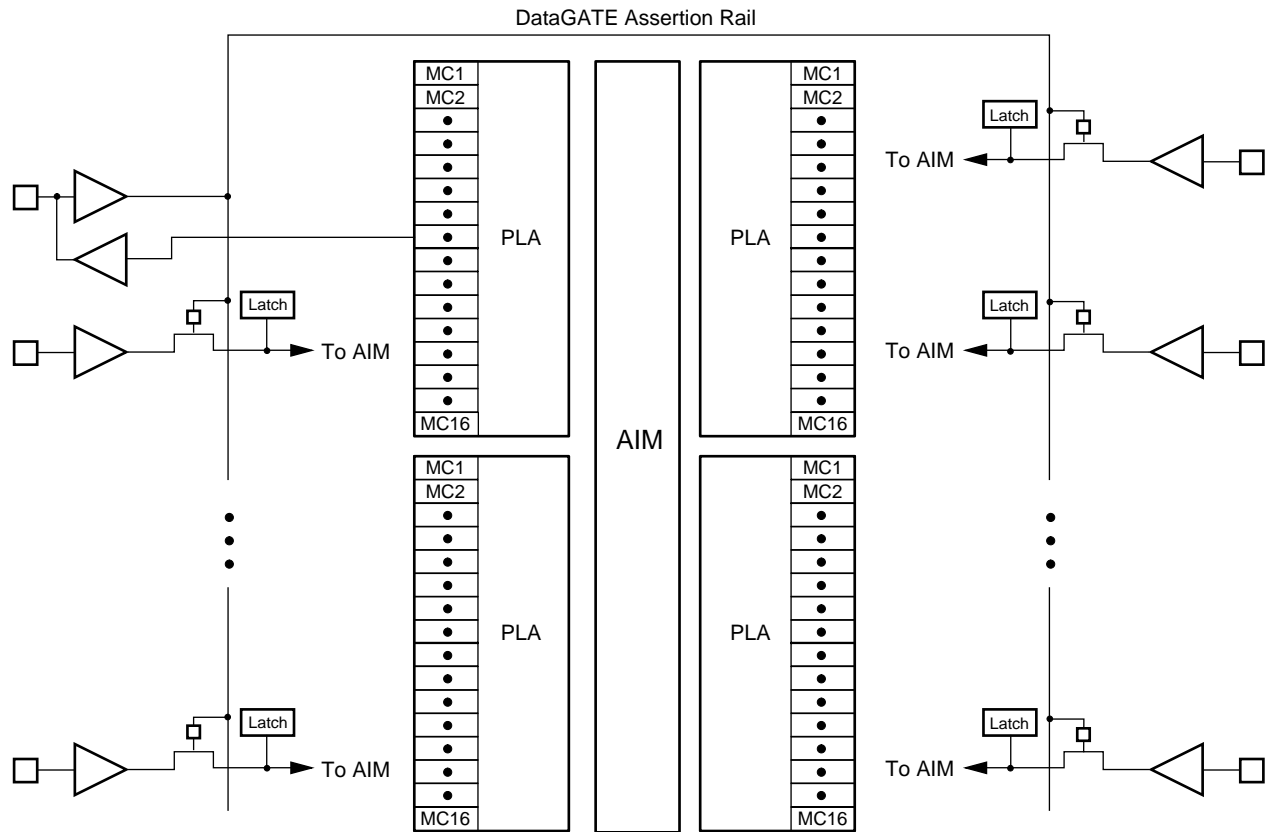 DataGATE Assertion Rail
MC1
MC2
PLA
MC16
MC1
MC2
PLA
MC16
AIM
MC1
MC2
PLA
MC16
MC1
MC2
PLA
MC16
Latch
To AIM
Latch
To AIM
Latch
To AIM
Latch
To AIM
Latch
To AIM